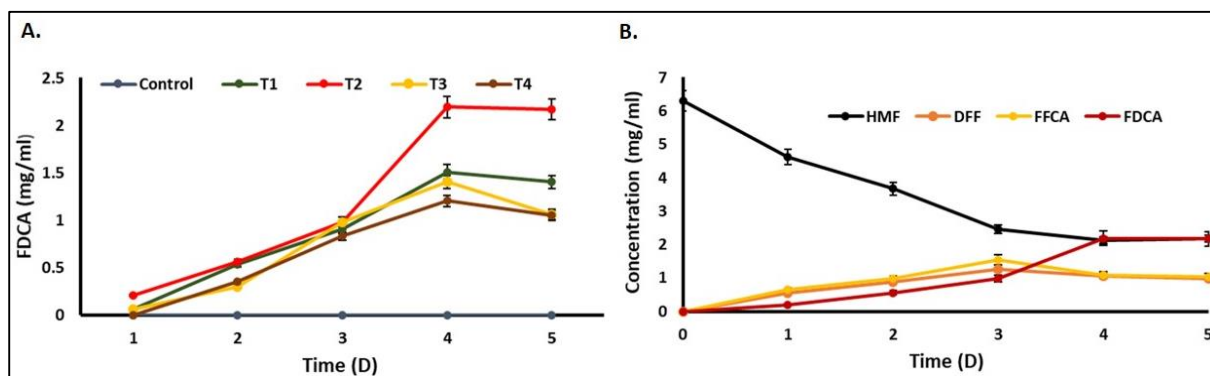 A.
Control T1 T2 T3 T4
FDCA (mg/ml)
2.5
2
1.5
1
0.5
0
1 2 3 4 5
Time (D)
B.
HMF DFF FFCA FDCA
Concentration (mg/ml)
7
6
5
4
3
2
1
0
0 1 2 3 4 5
Time (D)